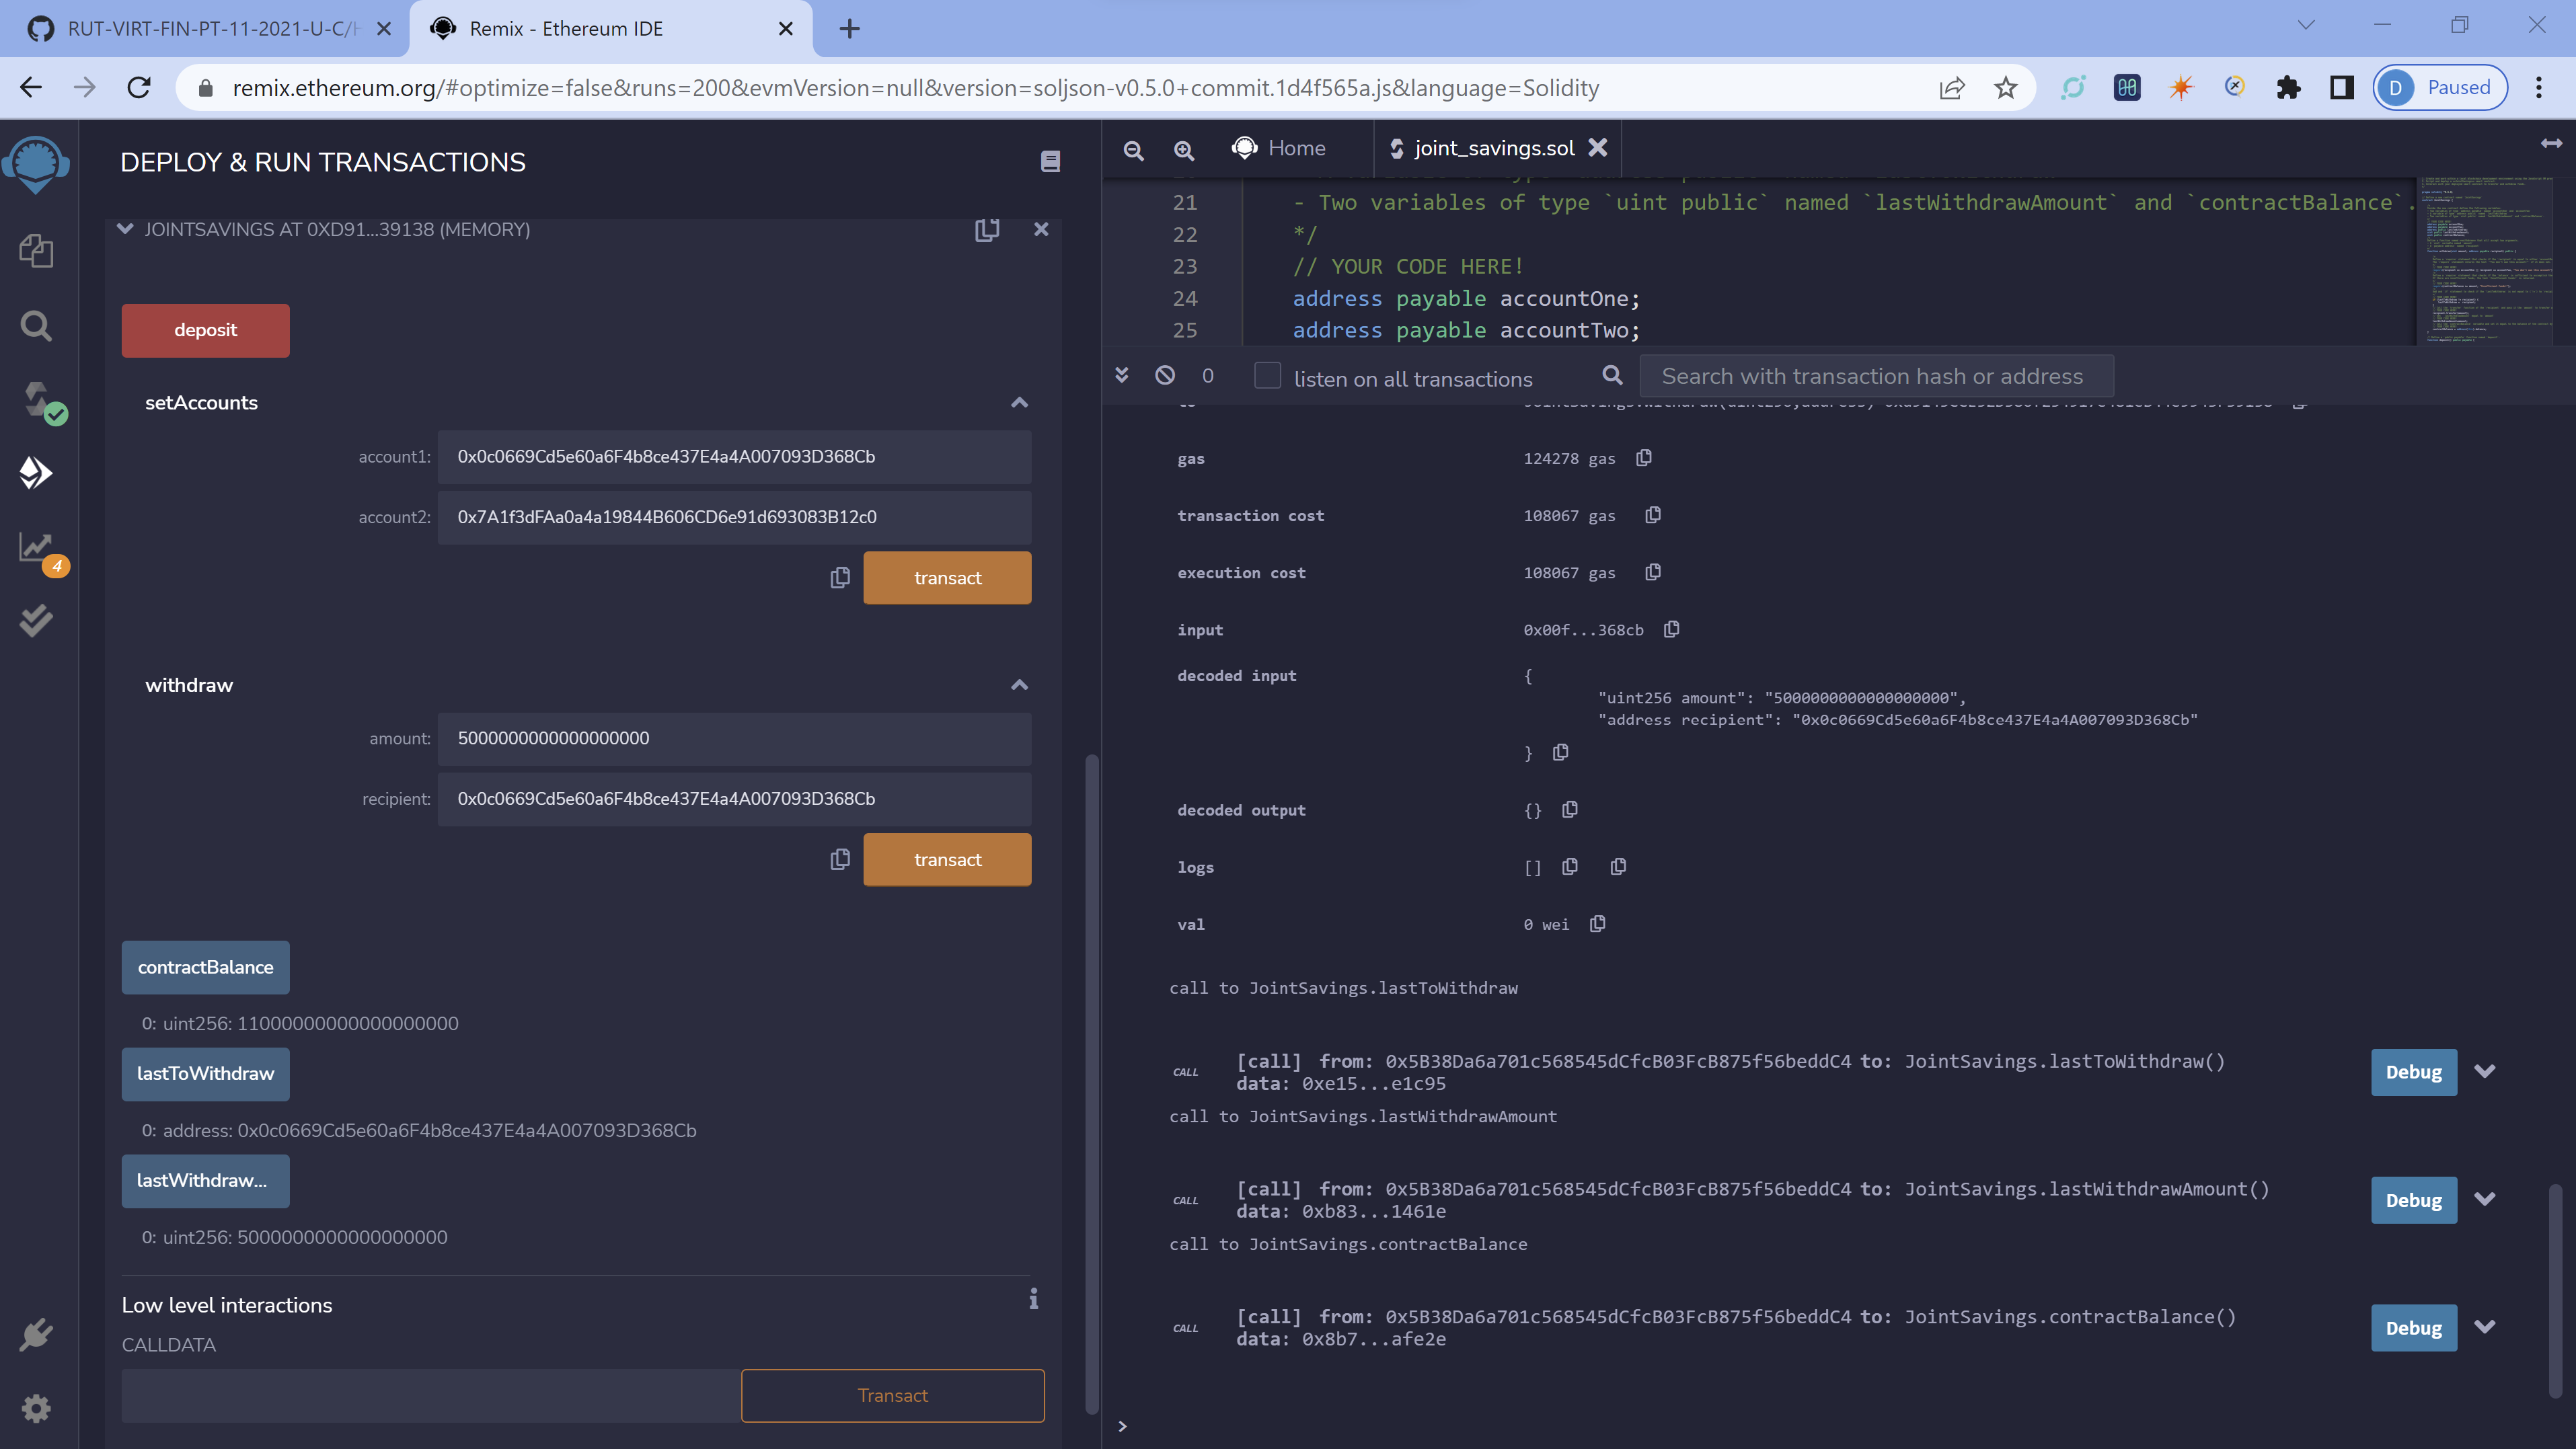 RUT-VIRT-FIN-PT-11-2021-U-C/
Remix - Ethereum IDE
remix.ethereum.org/#optimize=false&runs=200&evmVersion=null&version=soljson-v0.5.0+commit.1d4f565a.js&language=Solidity
D Paused
DEPLOY & RUN TRANSACTIONS
JOINTSAVINGS AT 0XD91...39138 (MEMORY)
deposit
setAccounts
account1: 0x0c0669Cd5e60a6F4b8ce437E4a4A007093D368Cb
account2: 0x7A1f3dFAa0a4a19844B606CD6e91d693083B12c0
transact
withdraw
amount: 5000000000000000000
recipient: 0x0c0669Cd5e60a6F4b8ce437E4a4A007093D368Cb
transact
contractBalance
0: uint256: 11000000000000000000
lastToWithdraw
0: address: 0x0c0669Cd5e60a6F4b8ce437E4a4A007093D368Cb
lastWithdraw...
0: uint256: 5000000000000000000
Low level interactions
CALLDATA
Transact
4
Home
joint_savings.sol
21 - Two variables of type `uint public` named `lastWithdrawAmount` and `contractBalance`.
22 */
23 // YOUR CODE HERE!
24 address payable accountOne;
25 address payable accountTwo;
0
listen on all transactions
Search with transaction hash or address
gas 124278 gas
transaction cost 108067 gas
execution cost 108067 gas
input 0x00f...368cb
decoded input {
"uint256 amount": "5000000000000000000",
"address recipient": "0x0c0669Cd5e60a6F4b8ce437E4a4A007093D368Cb"
}
decoded output {}
logs []
val 0 wei
call to JointSavings.lastToWithdraw
CALL [call] from: 0x5B38Da6a701c568545dCfcB03FcB875f56beddC4 to: JointSavings.lastToWithdraw()
data: 0xe15...e1c95
Debug
call to JointSavings.lastWithdrawAmount
CALL [call] from: 0x5B38Da6a701c568545dCfcB03FcB875f56beddC4 to: JointSavings.lastWithdrawAmount()
data: 0xb83...1461e
Debug
call to JointSavings.contractBalance
CALL [call] from: 0x5B38Da6a701c568545dCfcB03FcB875f56beddC4 to: JointSavings.contractBalance()
data: 0x8b7...afe2e
Debug
>